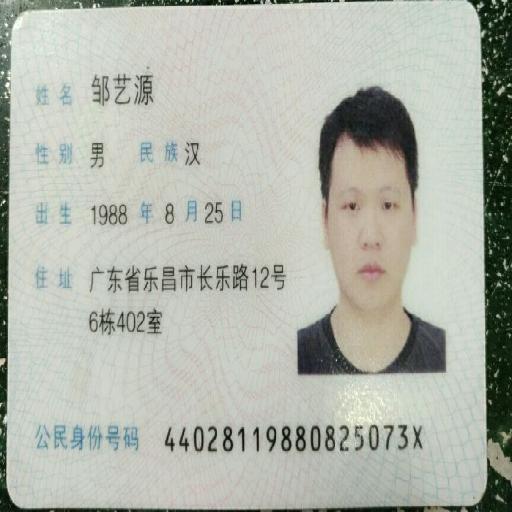 姓名 邹艺源
性别 男 民族 汉
出生 1988 年 8 月 25 日
住址 广东省乐昌市长乐路12号
6栋402室
公民身份号码 44028119880825073X